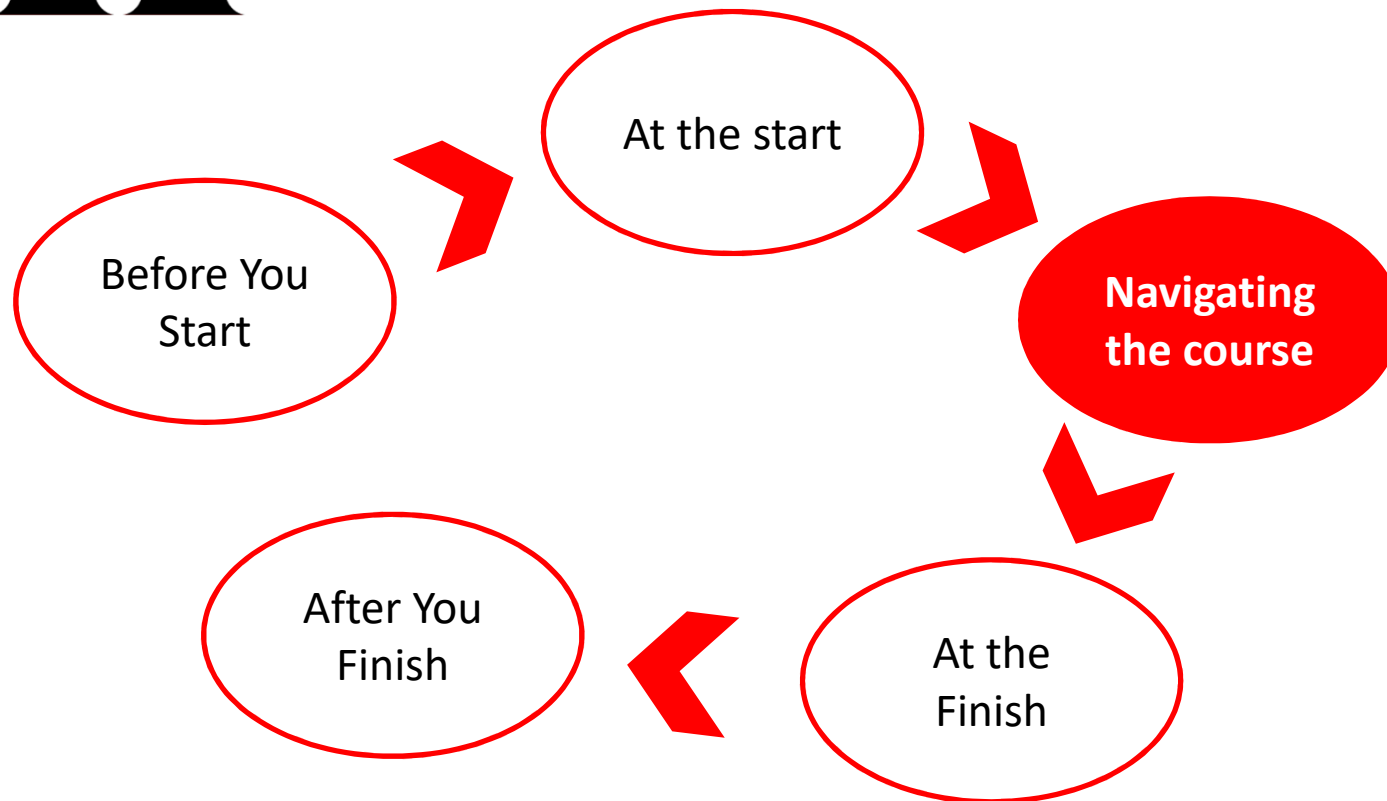 Before You
Start
At the start
Navigating
the course
At the
Finish
After You
Finish